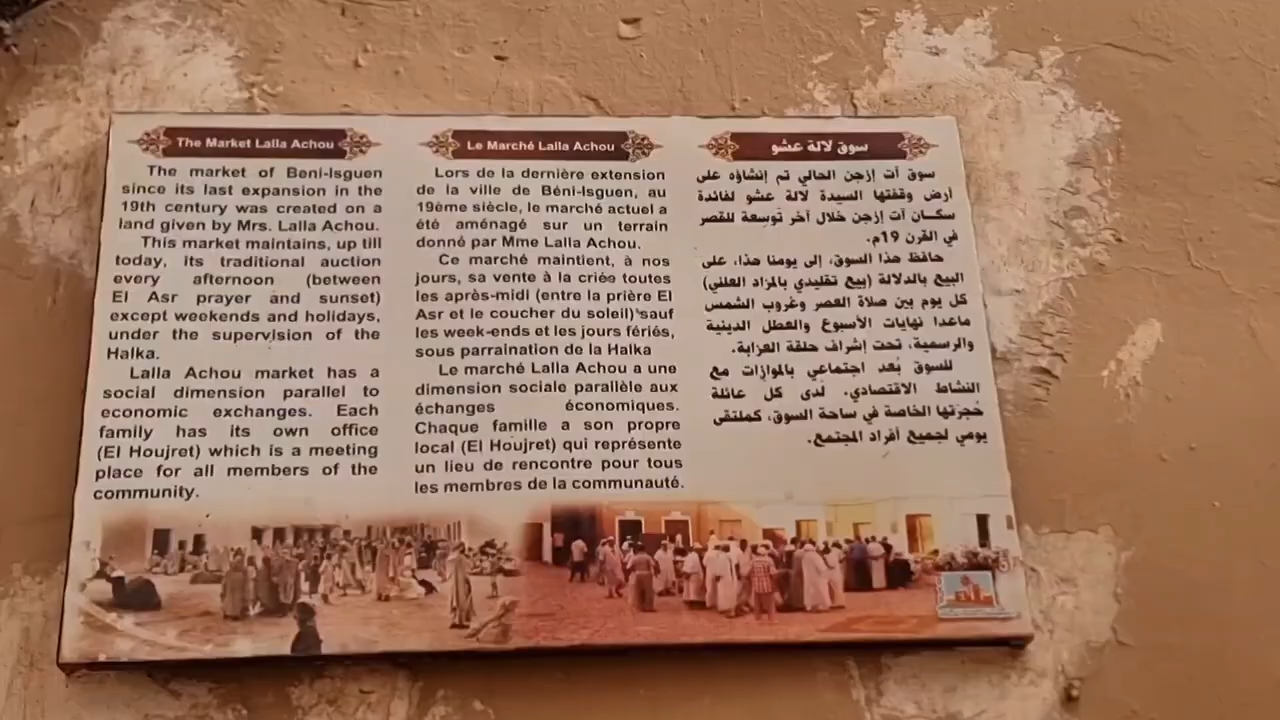 The Market Lalla Achou
The market of Beni-Isguen
since its last expansion in the
19th century was created on a
land given by Mrs. Lalla Achou.
This market maintains, up till
today, its traditional auction
every afternoon (between
El Asr prayer and sunset)
except weekends and holidays,
under the supervision of the
Halka.
Lalla Achou market has a
social dimension parallel to
economic exchanges. Each
family has its own office
(El Houjret) which is a meeting
place for all members of the
community.
Le Marché Lalla Achou
Lors de la dernière extension
de la ville de Béni-Isguen, au
19ème siècle, le marché actuel a
été aménagé sur un terrain
donné par Mme Lalla Achou.
Ce marché maintient, à nos
jours, sa vente à la criée toutes
les après-midi (entre la prière El
Asr et le coucher du soleil) sauf
les week-ends et les jours fériés,
sous parraination de la Halka
Le marché Lalla Achou a une
dimension sociale parallèle aux
échanges économiques.
Chaque famille a son propre
local (El Houjret) qui représente
un lieu de rencontre pour tous
les membres de la communauté.
سوق لالة عشو
سوق آت إزجن الحالي تم إنشاؤه على
أرض وقفتها السيدة لالة عشو لفائدة
سكان آت إزجن خلال آخر توسعة للقصر
في القرن 19م.
حافظ هذا السوق، إلى يومنا هذا، على
البيع بالدلالة (بيع تقليدي بالمزاد العلني)
كل يوم بين صلاة العصر وغروب الشمس
ماعدا نهايات الأسبوع والعطل الدينية
والرسمية، تحت إشراف حلقة العزابة.
للسوق بُعد اجتماعي بالموازات مع
النشاط الاقتصادي. لدى كل عائلة
حُجرَتها الخاصة في ساحة السوق، كملتقى
يومي لجميع أفراد المجتمع.